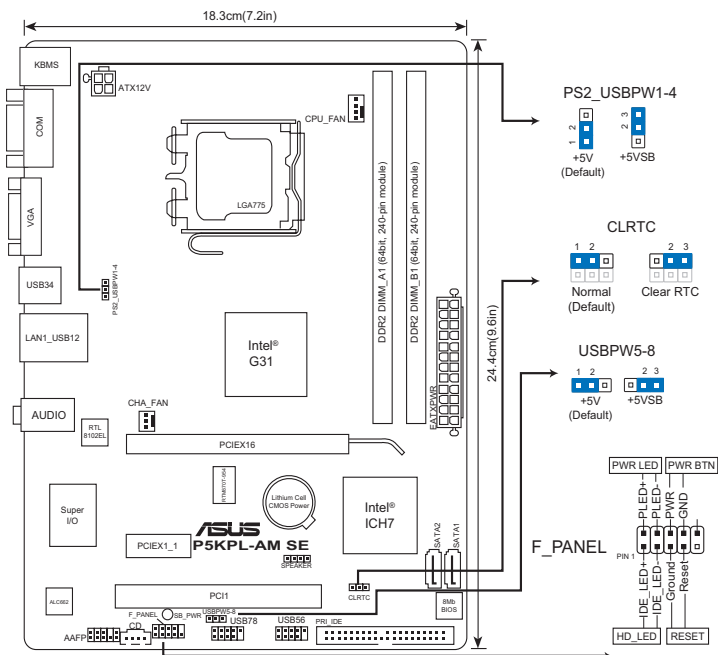 18.3cm(7.2in)
KBMS
ATX12V
CPU_FAN
COM
LGA775
VGA
DDR2 DIMM_A1 (64bit, 240-pin module)
DDR2 DIMM_B1 (64bit, 240-pin module)
24.4cm(9.6in)
USB34
PS2_USBPW1-4
LAN1_USB12
Intel®
G31
EATXPWR
CHA_FAN
AUDIO
RTL
8102EL
PCIEX16
RTM870T-954
Lithium Cell
CMOS Power
Super
I/O
Intel®
ICH7
ASUS
P5KPL-AM SE
SATA2
SATA1
PCIEX1_1
SPEAKER
PCI1
CLRTC
ALC662
8Mb
BIOS
F_PANEL
SB_PWR
USBPW5-8
AAFP
CD
USB78
USB56
PRI_IDE
PS2_USBPW1-4
1 2
2 3
+5V
(Default)
+5VSB
CLRTC
1 2
2 3
Normal
(Default)
Clear RTC
USBPW5-8
1 2
2 3
+5V
(Default)
+5VSB
F_PANEL
PWR LED
PWR BTN
PLED+
PLED-
PWR
GND
PIN 1
IDE_LED+
IDE_LED-
Ground
Reset
HD_LED
RESET